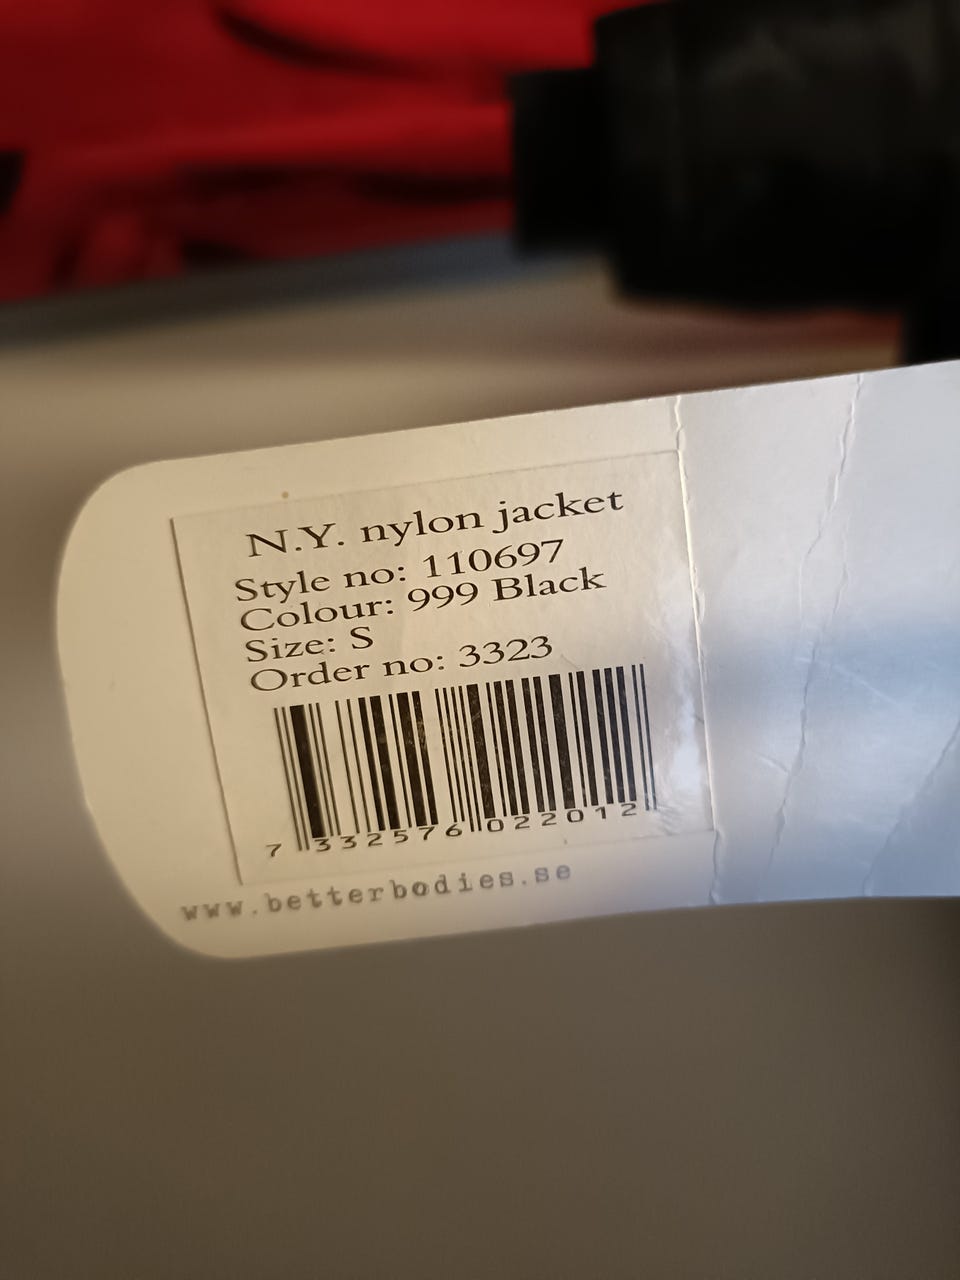 N.Y. nylon jacket
Style no: 110697
Colour: 999 Black
Size: S
Order no: 3323
7 332576 022012
www.betterbodies.se